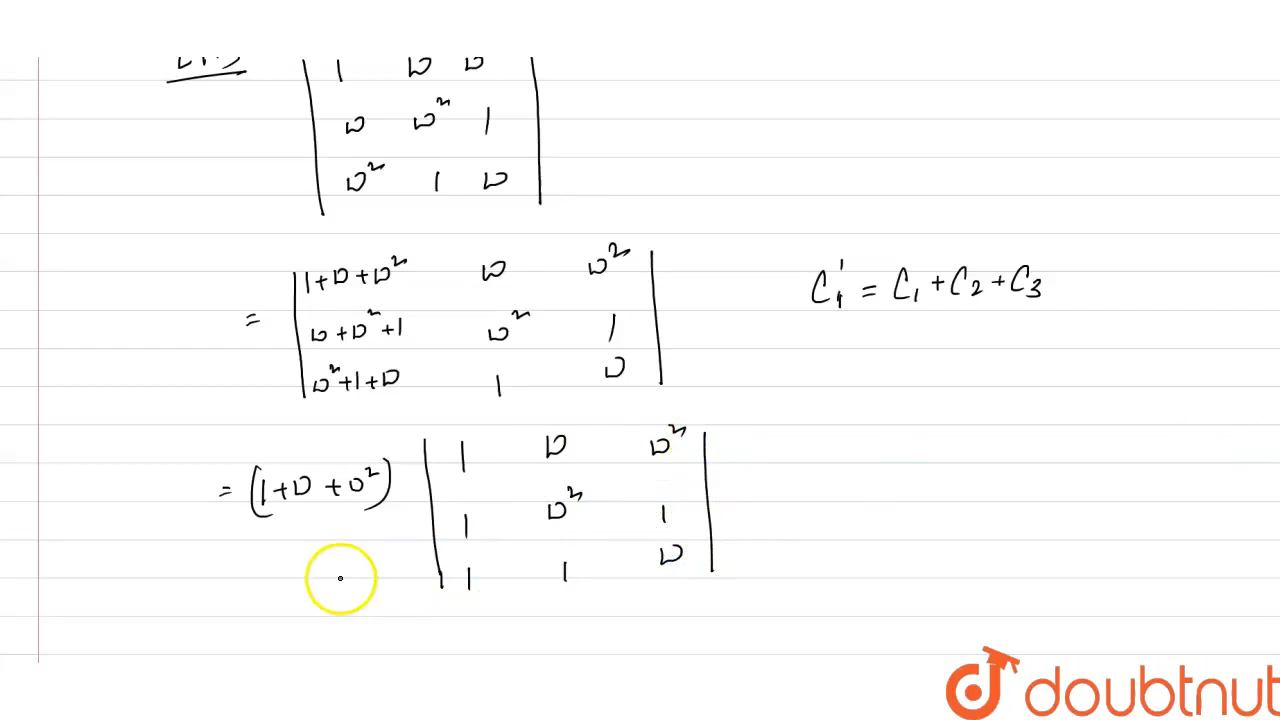 | 1 ω ω² |
| ω ω² 1 |
| ω² 1 ω |
= | 1+ω+ω² ω ω² | C₁' = C₁+C₂+C₃
| ω+ω²+1 ω² 1 |
| ω²+1+ω 1 ω |
= (1+ω+ω²) | 1 ω ω² |
| 1 ω² 1 |
| 1 1 ω |
doubtnut